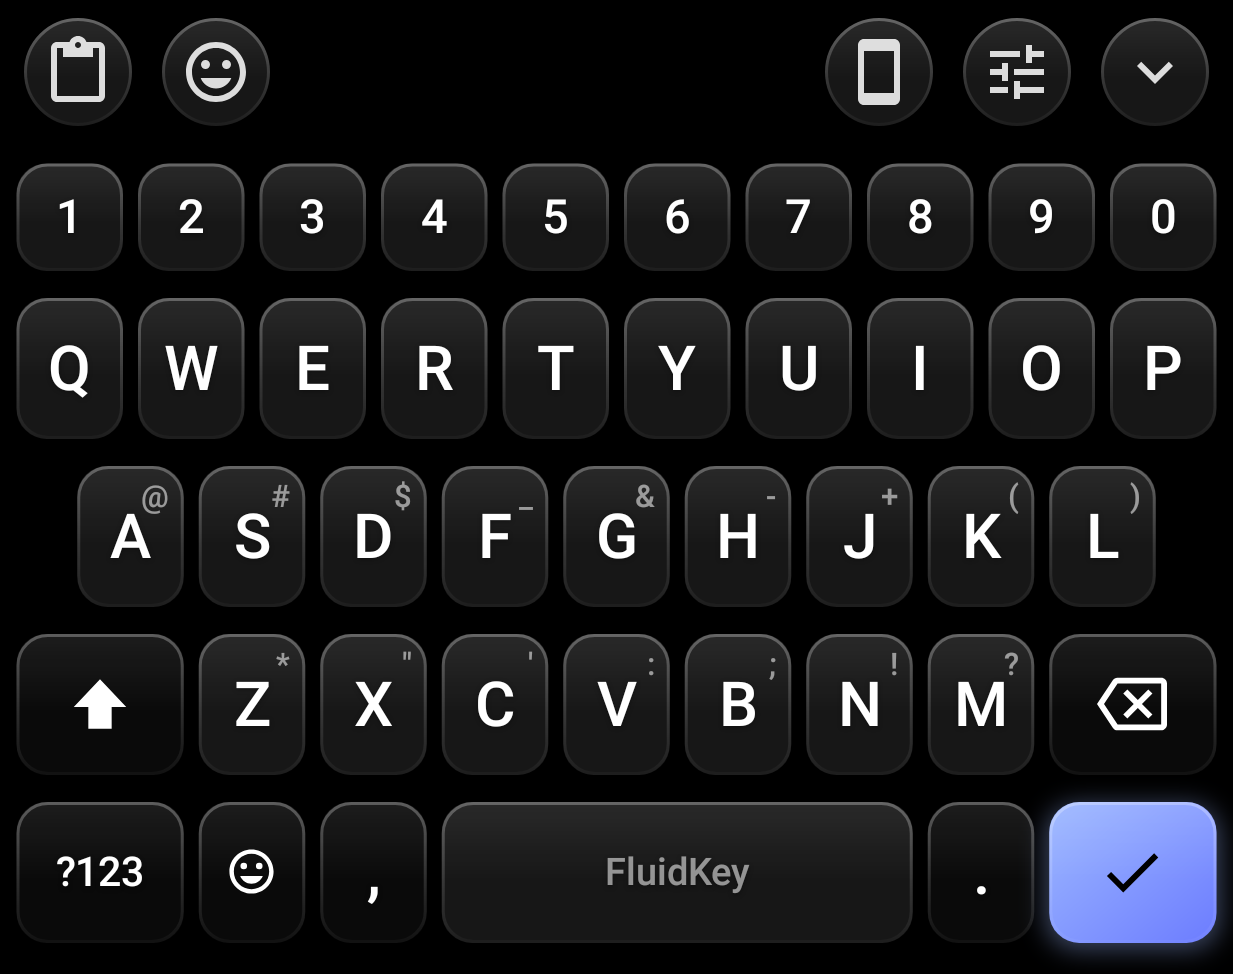 1 2 3 4 5 6 7 8 9 0
Q W E R T Y U I O P
A @ S # D $ F _ G & H - J + K ( L )
Z * X " C ' V : B ; N ! M ?
?123 , FluidKey .